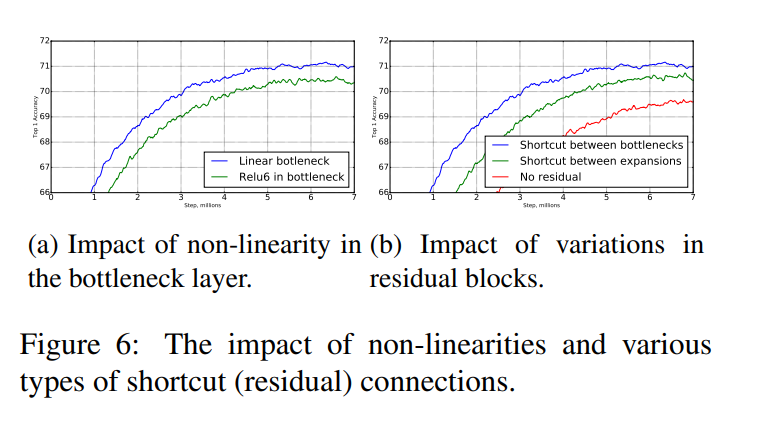 72
71
70
69
68
67
66
0 1 2 3 4 5 6 7
Top 1 Accuracy
Step, millions
Linear botleneck
Relu6 in bottleneck
72
71
70
69
68
67
66
0 1 2 3 4 5 6 7
Top 1 Accuracy
Step, millions
Shortcut between bottlenecks
Shortcut between expansions
No residual
(a) Impact of non-linearity in
the bottleneck layer.
(b) Impact of variations in
residual blocks.
Figure 6: The impact of non-linearities and various
types of shortcut (residual) connections.